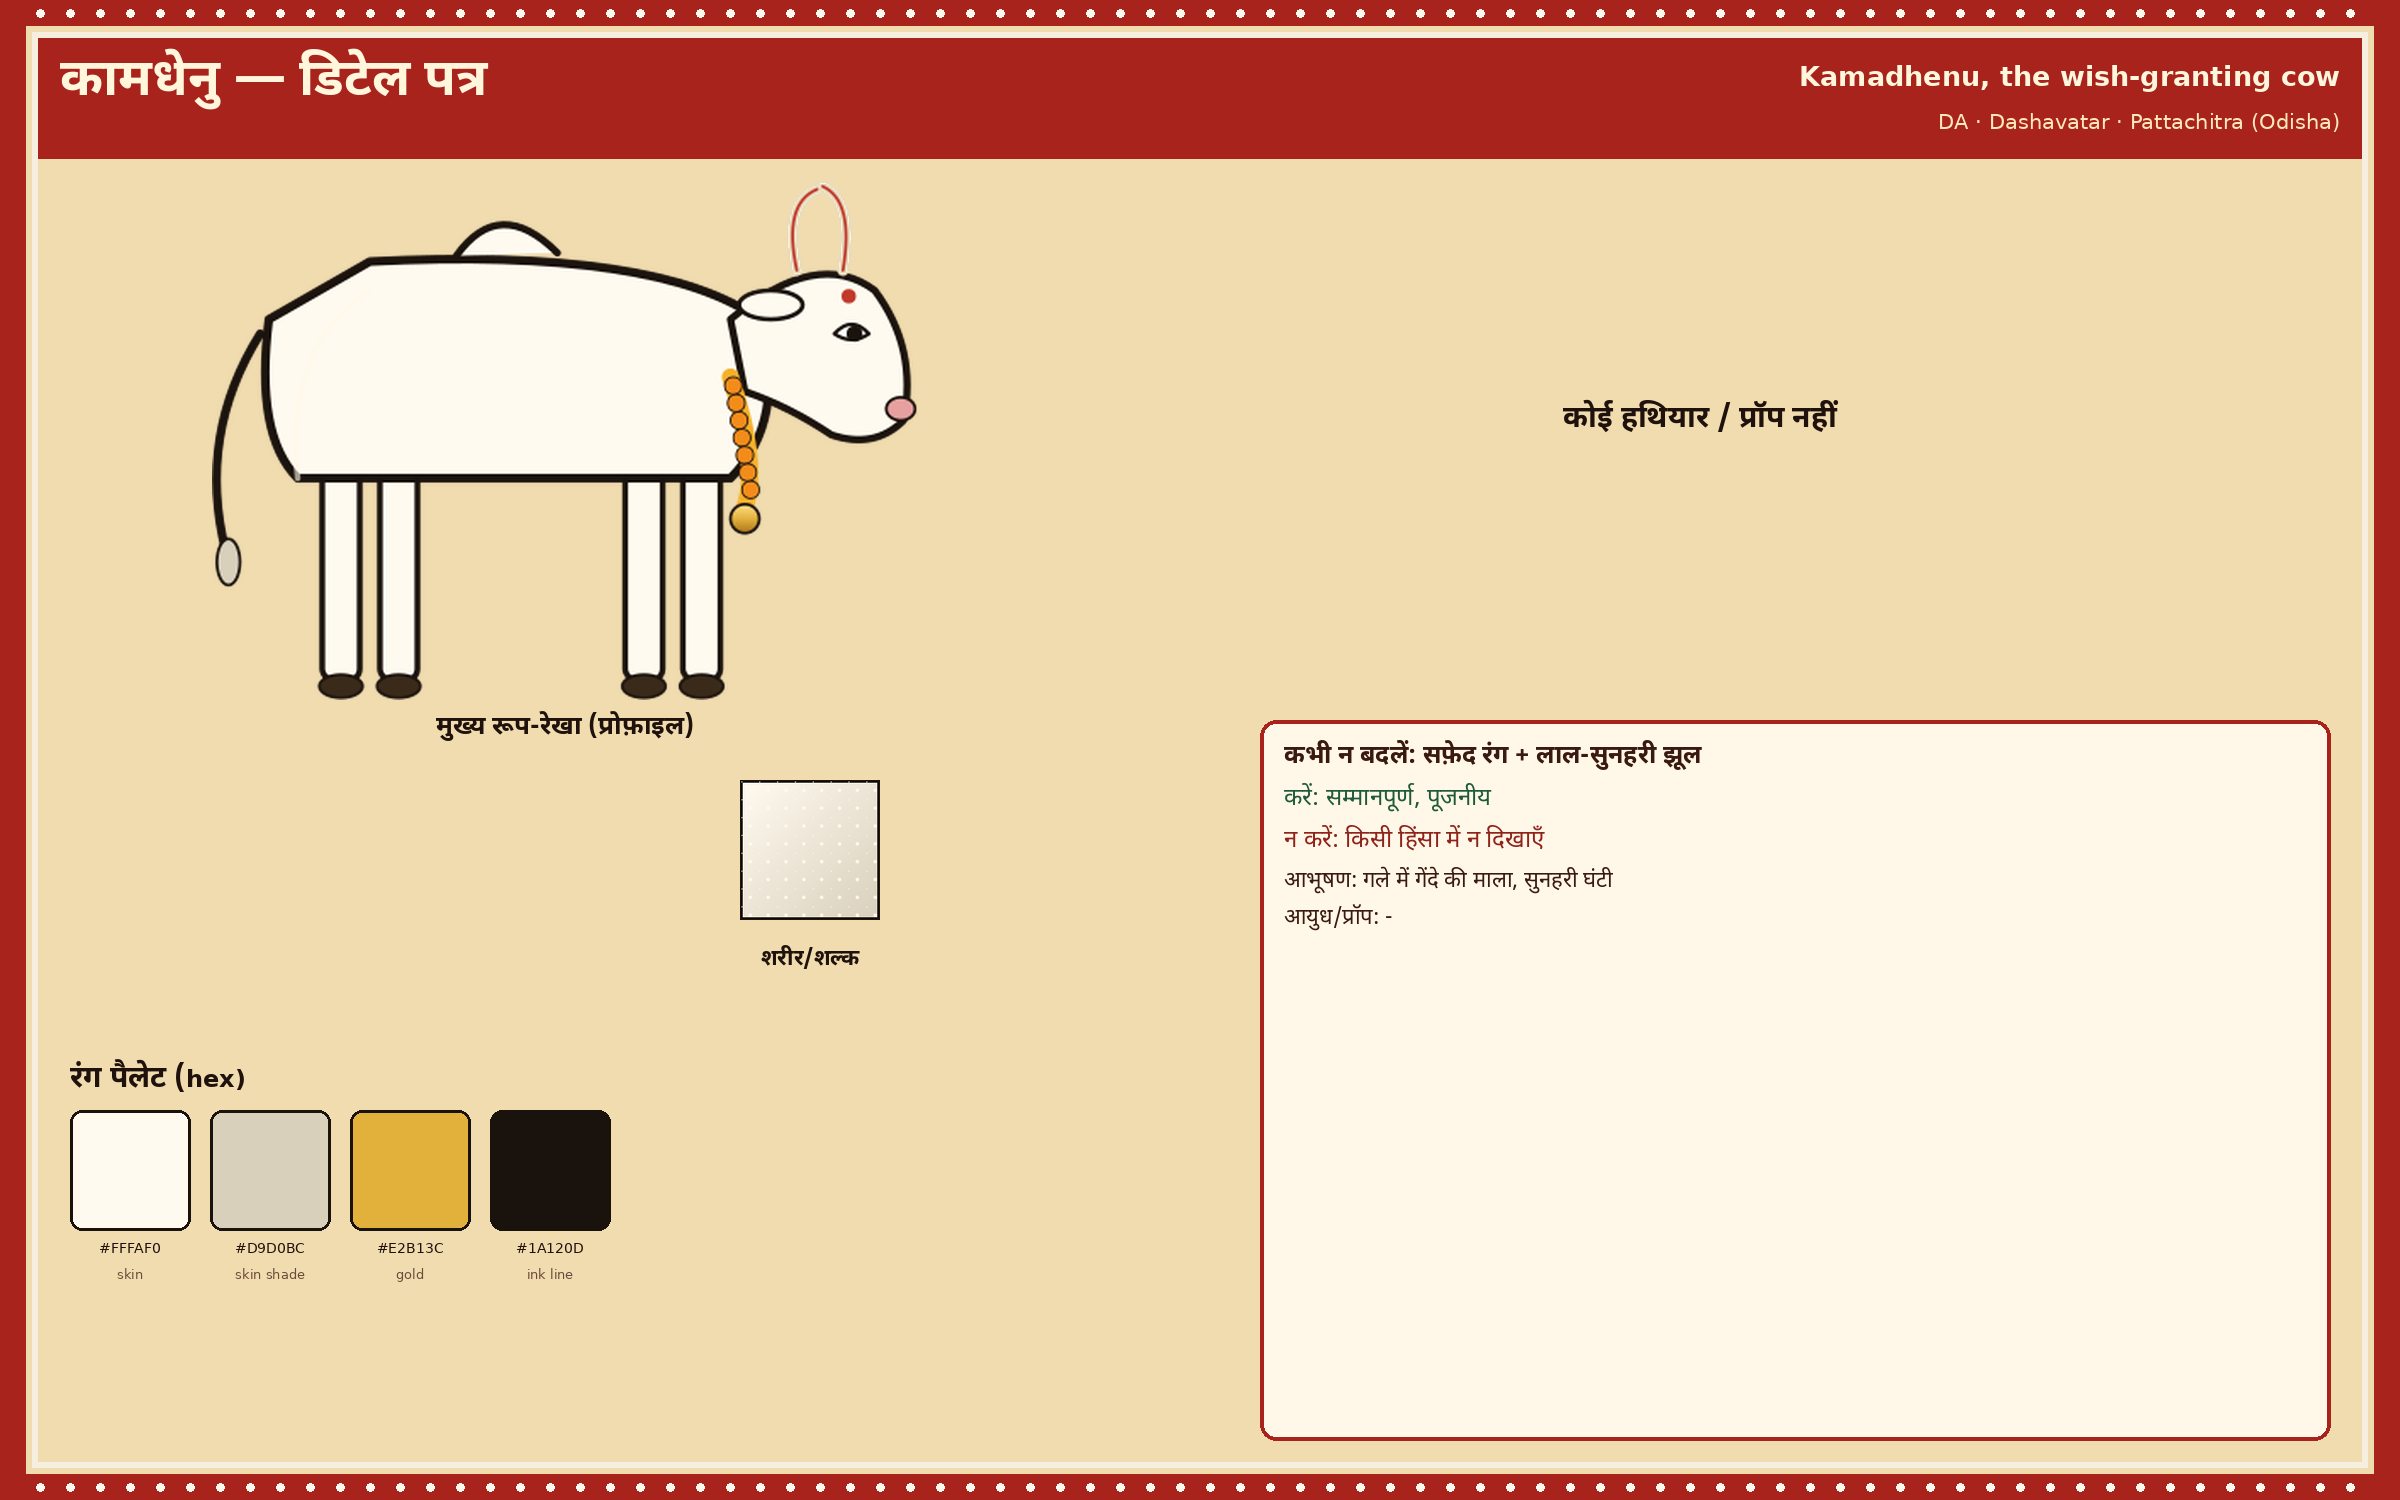 कामधेनु — डिटेल पत्र
Kamadhenu, the wish-granting cow
DA · Dashavatar · Pattachitra (Odisha)
कोई हथियार / प्रॉप नहीं
मुख्य रूप-रेखा (प्रोफ़ाइल)
शरीर/शल्क
कभी न बदलें: सफ़ेद रंग + लाल-सुनहरी झूल
करें: सम्मानपूर्ण, पूजनीय
न करें: किसी हिंसा में न दिखाएँ
आभूषण: गले में गेंदे की माला, सुनहरी घंटी
आयुध/प्रॉप: -
रंग पैलेट (hex)
#FFFAF0 #D9D0BC #E2B13C #1A120D
skin skin shade gold ink line